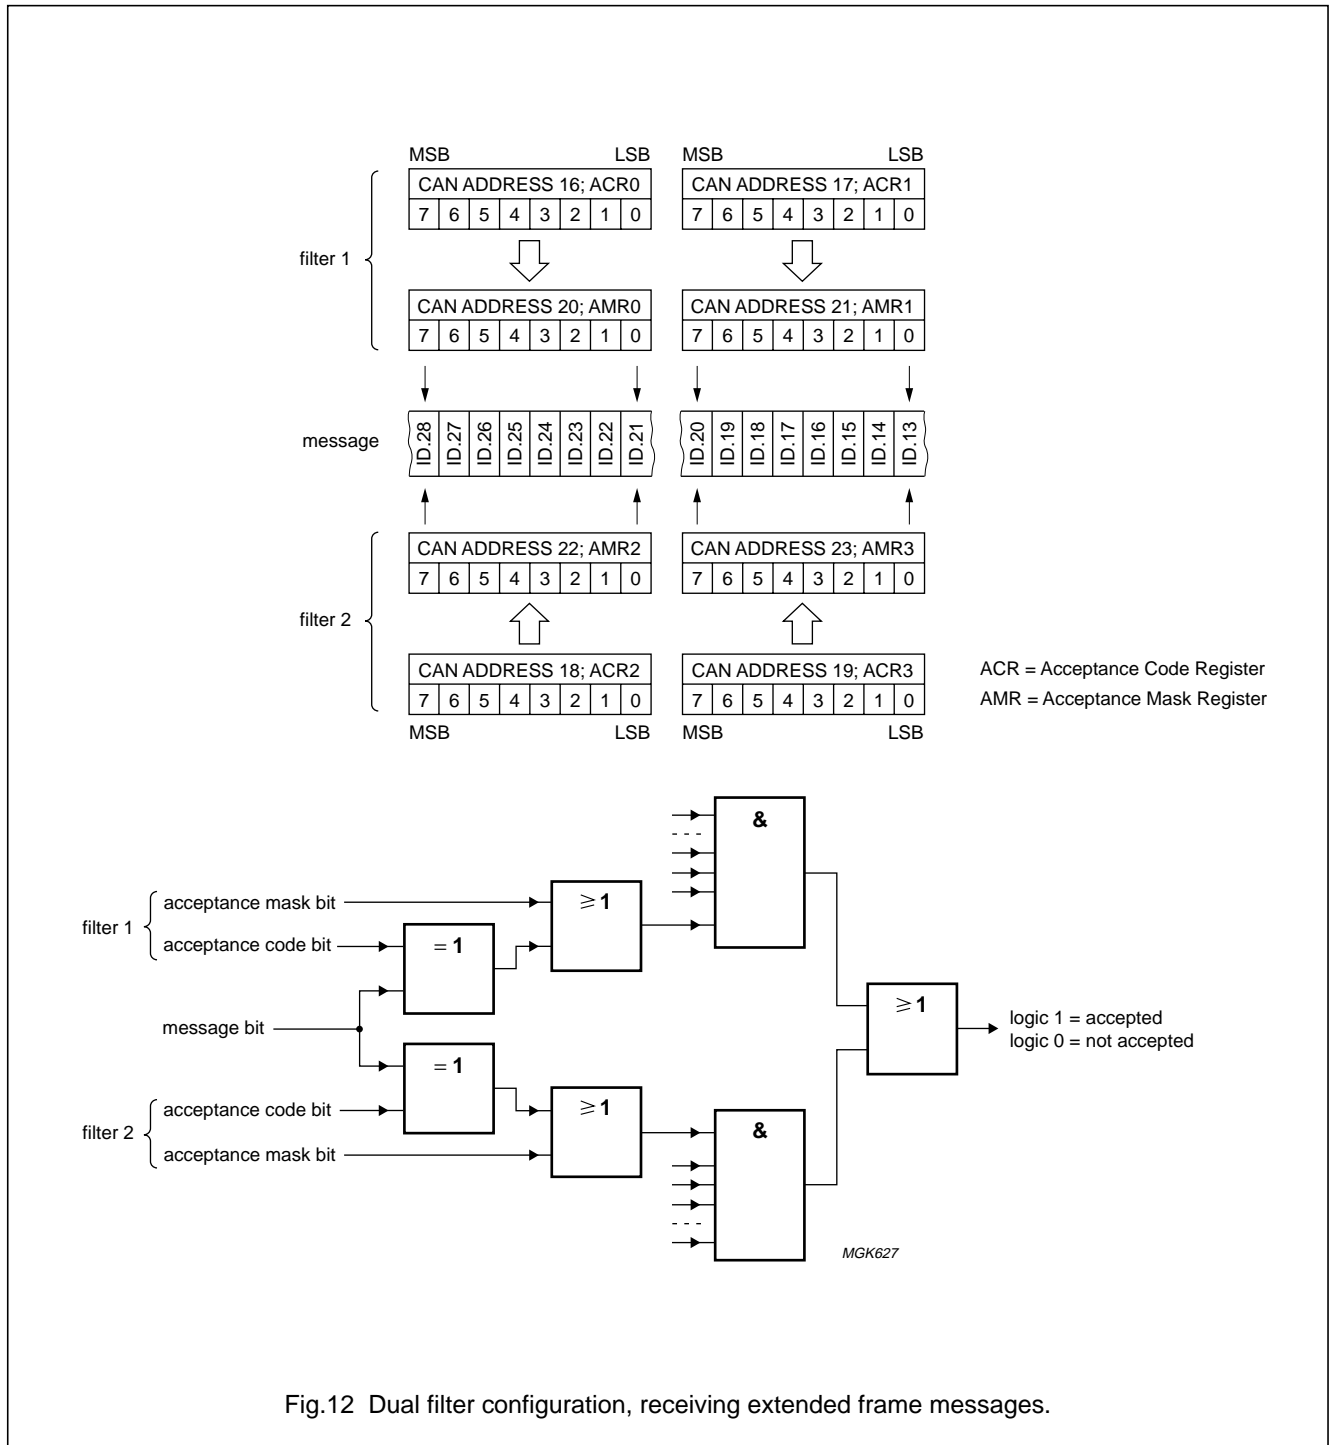 MSB LSB MSB LSB
CAN ADDRESS 16; ACR0 CAN ADDRESS 17; ACR1
7 6 5 4 3 2 1 0 7 6 5 4 3 2 1 0
filter 1
CAN ADDRESS 20; AMR0 CAN ADDRESS 21; AMR1
7 6 5 4 3 2 1 0 7 6 5 4 3 2 1 0
message ID.28 ID.27 ID.26 ID.25 ID.24 ID.23 ID.22 ID.21 ID.20 ID.19 ID.18 ID.17 ID.16 ID.15 ID.14 ID.13
CAN ADDRESS 22; AMR2 CAN ADDRESS 23; AMR3
7 6 5 4 3 2 1 0 7 6 5 4 3 2 1 0
filter 2
CAN ADDRESS 18; ACR2 CAN ADDRESS 19; ACR3
7 6 5 4 3 2 1 0 7 6 5 4 3 2 1 0
MSB LSB MSB LSB
ACR = Acceptance Code Register
AMR = Acceptance Mask Register
&
filter 1
acceptance mask bit
≥ 1
acceptance code bit
= 1
message bit
≥ 1
logic 1 = accepted
logic 0 = not accepted
= 1
filter 2
acceptance code bit
≥ 1
acceptance mask bit
&
MGK627
Fig.12 Dual filter configuration, receiving extended frame messages.